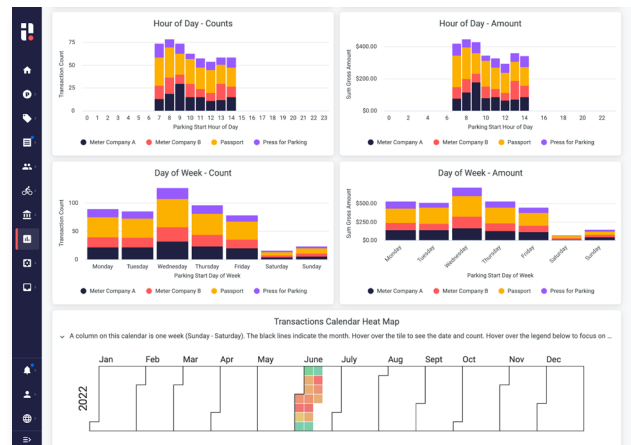 Hour of Day - Counts
Transaction Count
75
50
25
0
0 1 2 3 4 5 6 7 8 9 10 11 12 13 14 15 16 17 18 19 20 21 22 23
Parking Start Hour of Day
Meter Company A Meter Company B Passport Press for Parking
Hour of Day - Amount
Sum Gross Amount
$400.00
$200.00
$0.00
0 2 4 6 8 10 12 14 16 18 20 22
Parking Start Hour of Day
Meter Company A Meter Company B Passport Press for Parking
Day of Week - Count
Transaction Count
100
50
0
Monday Tuesday Wednesday Thursday Friday Saturday Sunday
Parking Start Day of Week
Meter Company A Meter Company B Passport Press for Parking
Day of Week - Amount
Sum Gross Amount
$500.00
$250.00
$0.00
Monday Tuesday Wednesday Thursday Friday Saturday Sunday
Parking Start Day of Week
Meter Company A Meter Company B Passport Press for Parking
Transactions Calendar Heat Map
A column on this calendar is one week (Sunday - Saturday). The black lines indicate the month. Hover over the tile to see the date and count. Hover over the legend below to focus on ...
Jan Feb Mar Apr May June July Aug Sept Oct Nov Dec
2022